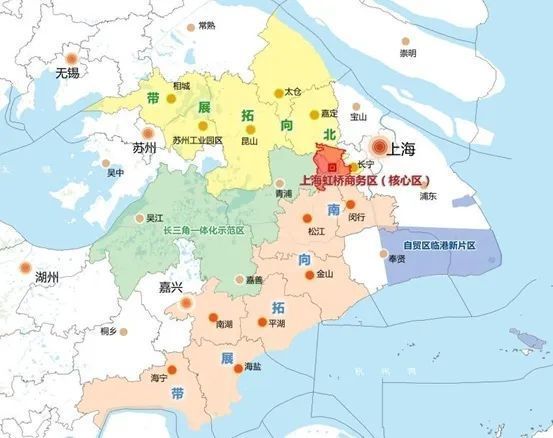 常熟
崇明
无锡
相城
太仓
带展拓向北
嘉定
宝山
苏州工业园区
昆山
苏州
上海
长宁
吴中
上海虹桥商务区(核心区)
青浦
浦东
吴江
长三角一体化示范区
松江
闵行
南向拓展带
自贸区临港新片区
奉贤
湖州
嘉善
金山
嘉兴
桐乡
南湖
平湖
海宁
海盐
杭州湾